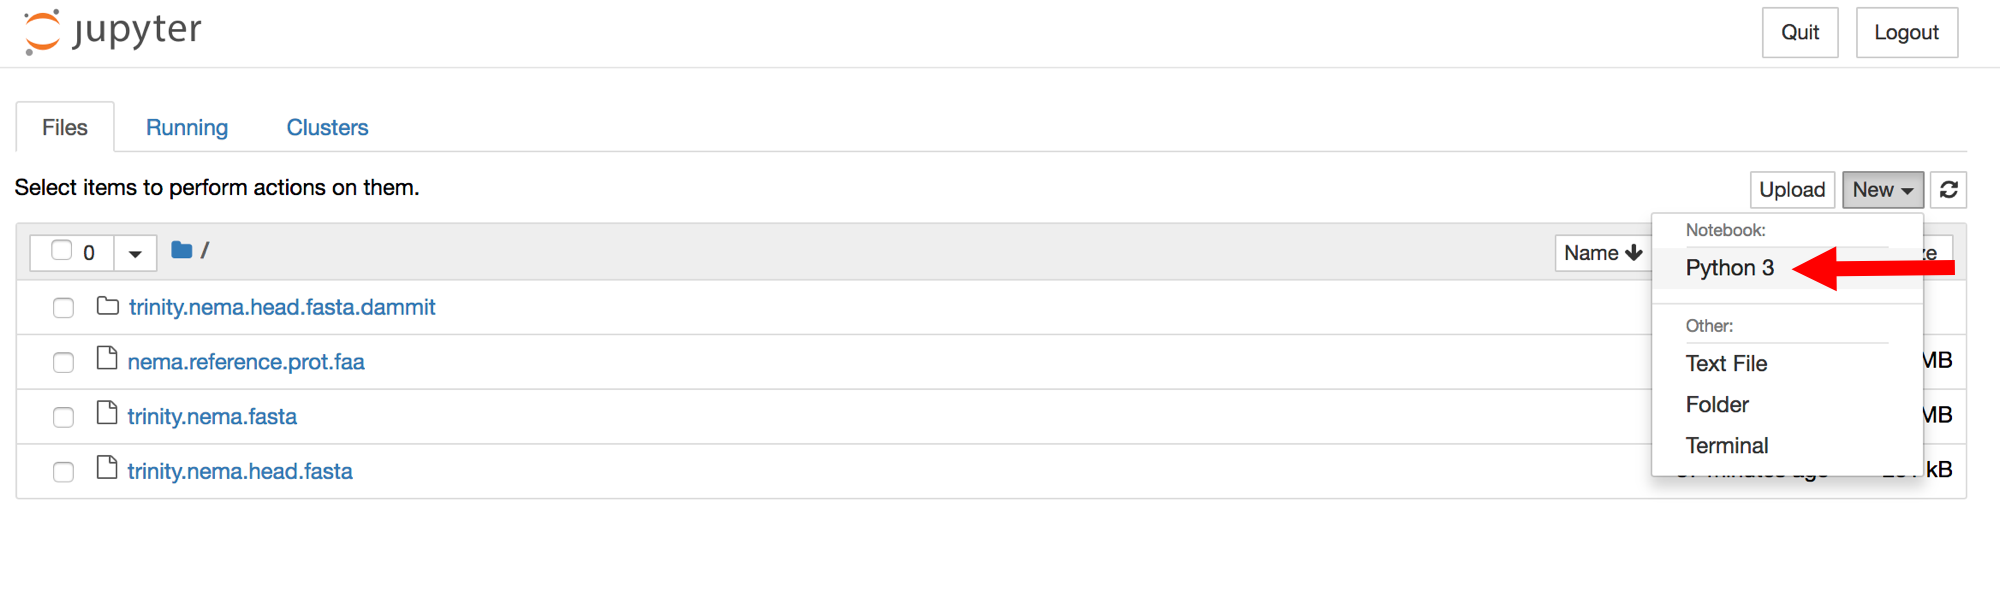 jupyter
Quit
Logout
Files
Running
Clusters
Select items to perform actions on them.
Upload
New
0
/
Name
Notebook:
Python 3
Other:
Text File
Folder
Terminal
trinity.nema.head.fasta.dammit
nema.reference.prot.faa
MB
trinity.nema.fasta
MB
trinity.nema.head.fasta
kB